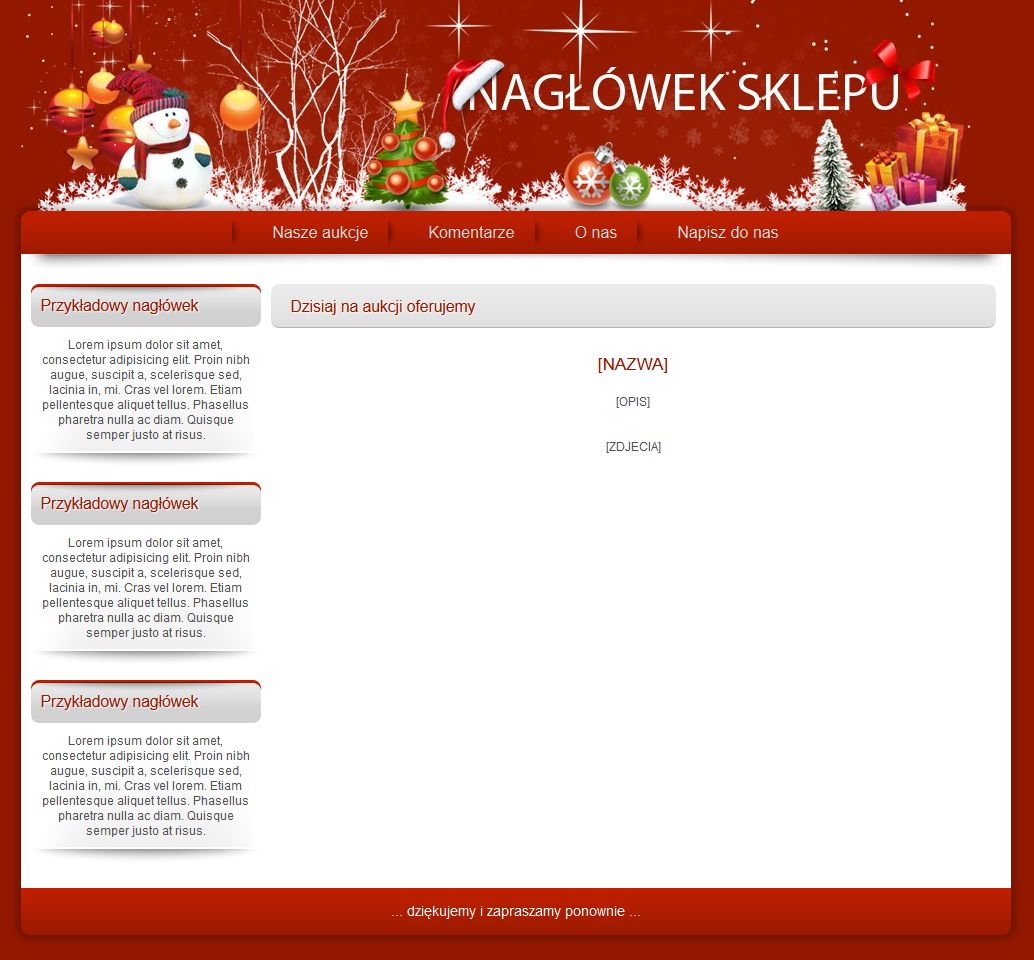 NAGŁÓWEK SKLEPU
Nasze aukcje Komentarze O nas Napisz do nas
Przykładowy nagłówek
Lorem ipsum dolor sit amet,
consectetur adipisicing elit. Proin nibh
augue, suscipit a, scelerisque sed,
lacinia in, mi. Cras vel lorem. Etiam
pellentesque aliquet tellus. Phasellus
pharetra nulla ac diam. Quisque
semper justo at risus.
Przykładowy nagłówek
Lorem ipsum dolor sit amet,
consectetur adipisicing elit. Proin nibh
augue, suscipit a, scelerisque sed,
lacinia in, mi. Cras vel lorem. Etiam
pellentesque aliquet tellus. Phasellus
pharetra nulla ac diam. Quisque
semper justo at risus.
Przykładowy nagłówek
Lorem ipsum dolor sit amet,
consectetur adipisicing elit. Proin nibh
augue, suscipit a, scelerisque sed,
lacinia in, mi. Cras vel lorem. Etiam
pellentesque aliquet tellus. Phasellus
pharetra nulla ac diam. Quisque
semper justo at risus.
Dzisiaj na aukcji oferujemy
[NAZWA]
[OPIS]
[ZDJECIA]
... dziękujemy i zapraszamy ponownie ...